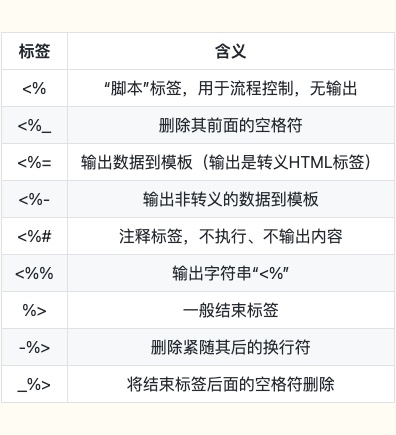 标签 含义
<% “脚本”标签，用于流程控制，无输出
<%_ 删除其前面的空格符
<%= 输出数据到模板（输出是转义HTML标签）
<%- 输出非转义的数据到模板
<%# 注释标签，不执行、不输出内容
<%% 输出字符串“<%”
%> 一般结束标签
-%> 删除紧随其后的换行符
_%> 将结束标签后面的空格符删除